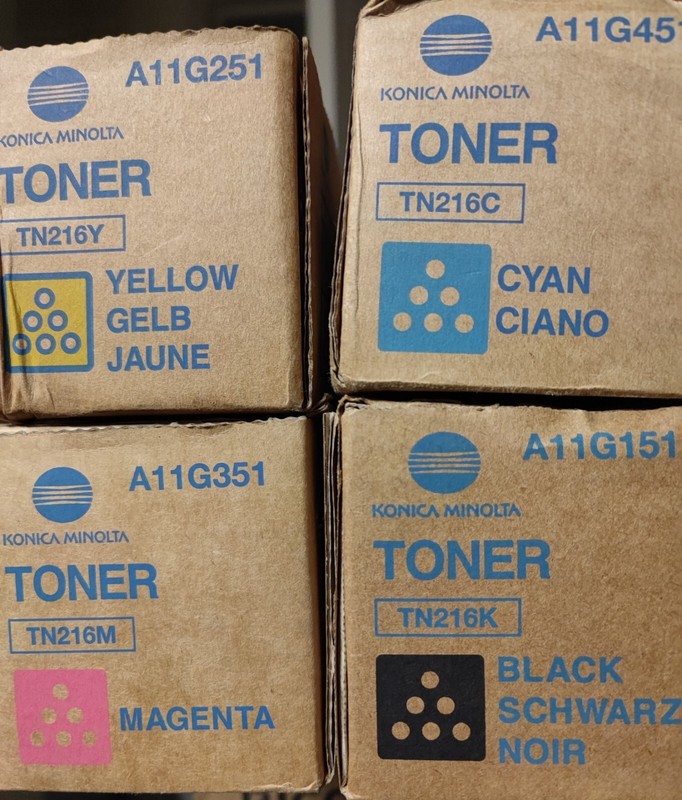 A11G251
KONICA MINOLTA
TONER
TN216Y
YELLOW
GELB
JAUNE
A11G451
KONICA MINOLTA
TONER
TN216C
CYAN
CIANO
A11G351
KONICA MINOLTA
TONER
TN216M
MAGENTA
A11G151
KONICA MINOLTA
TONER
TN216K
BLACK
SCHWARZ
NOIR